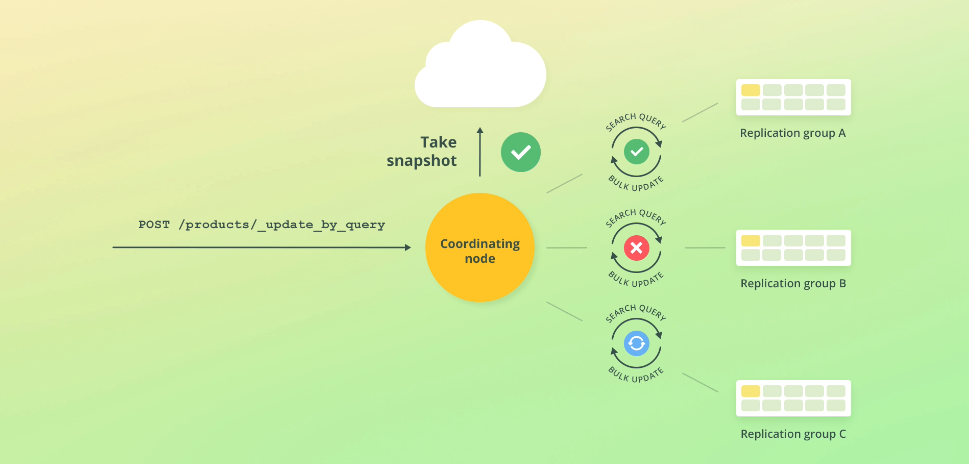 Take
snapshot
POST /products/_update_by_query
Coordinating
node
SEARCH QUERY
BULK UPDATE
SEARCH QUERY
BULK UPDATE
SEARCH QUERY
BULK UPDATE
Replication group A
Replication group B
Replication group C